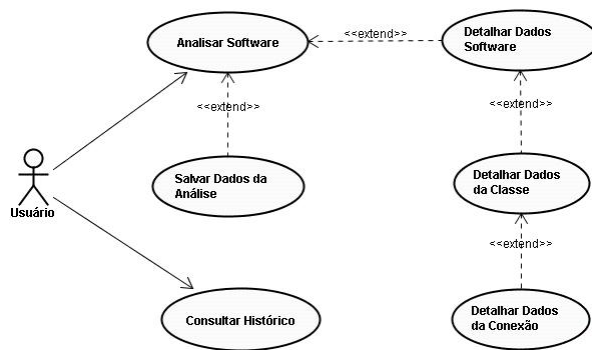 Analisar Software
<<extend>>
Detalhar Dados
Software
<<extend>>
<<extend>>
Usuário
Salvar Dados da
Análise
Detalhar Dados
da Classe
<<extend>>
Consultar Histórico
Detalhar Dados
da Conexão